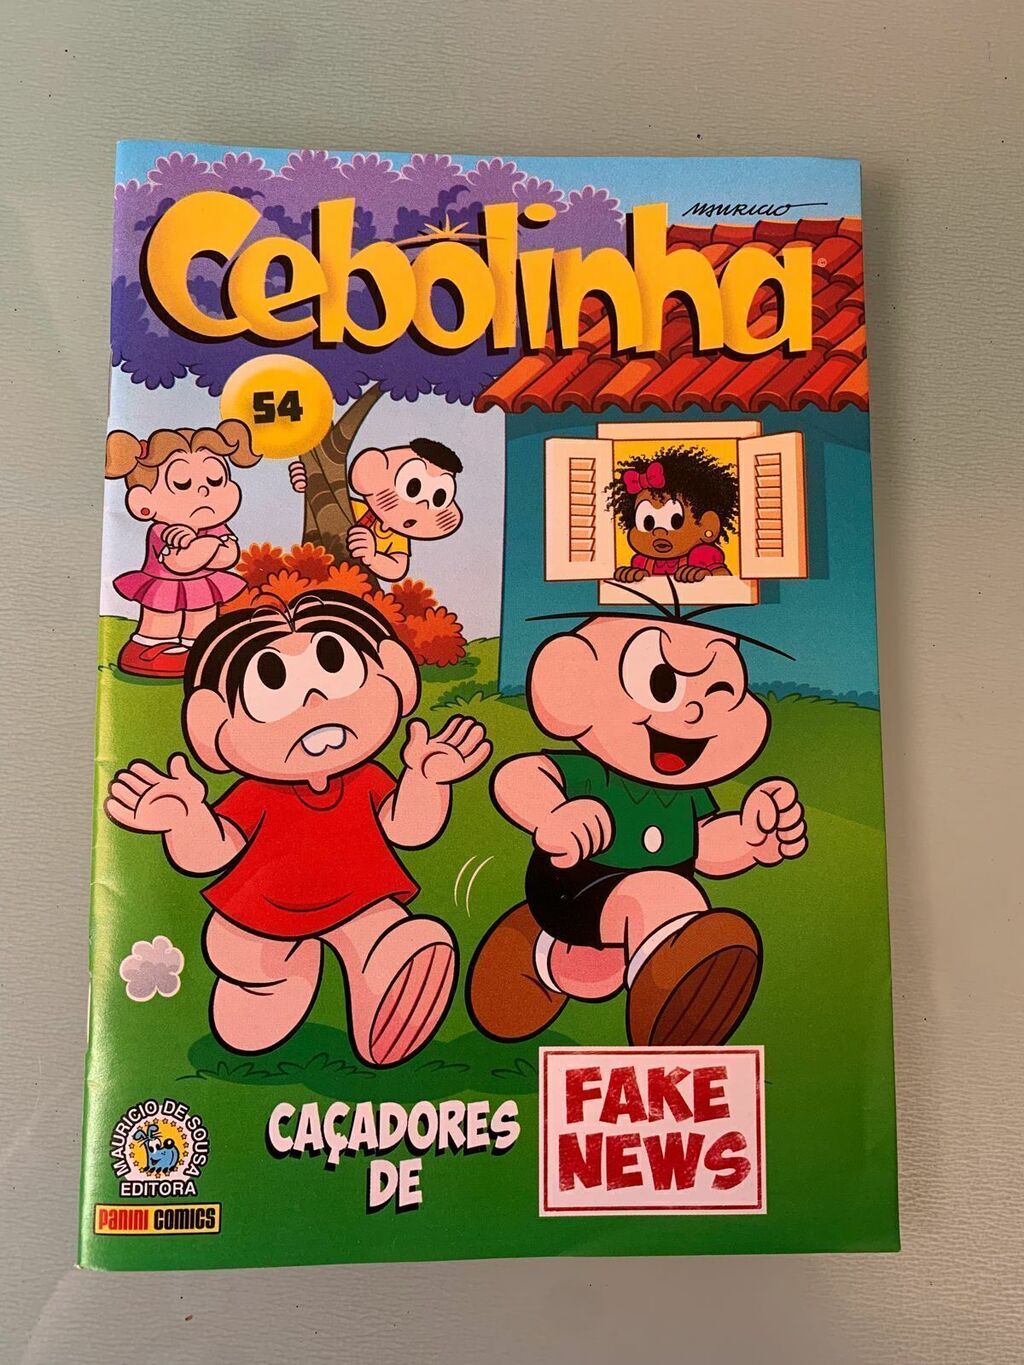 Cebolinha
MAURICIO
©
54
CAÇADORES
DE
FAKE
NEWS
MAURICIO DE SOUSA
EDITORA
PANINI COMICS